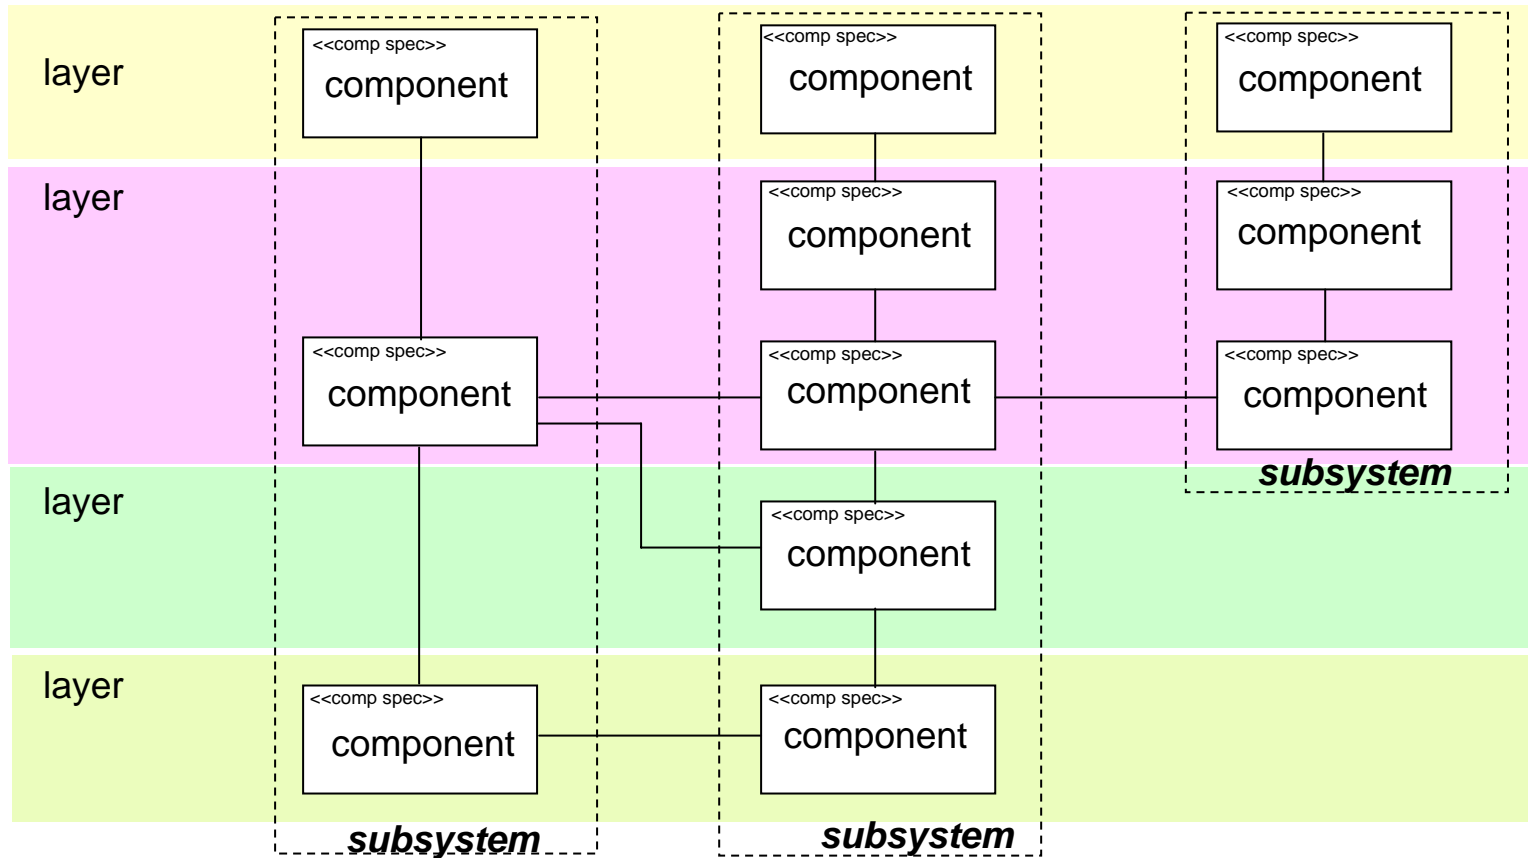 layer
<<comp spec>>
component
<<comp spec>>
component
<<comp spec>>
component
layer
<<comp spec>>
component
<<comp spec>>
component
<<comp spec>>
component
<<comp spec>>
component
<<comp spec>>
component
subsystem
layer
<<comp spec>>
component
layer
<<comp spec>>
component
<<comp spec>>
component
subsystem
subsystem